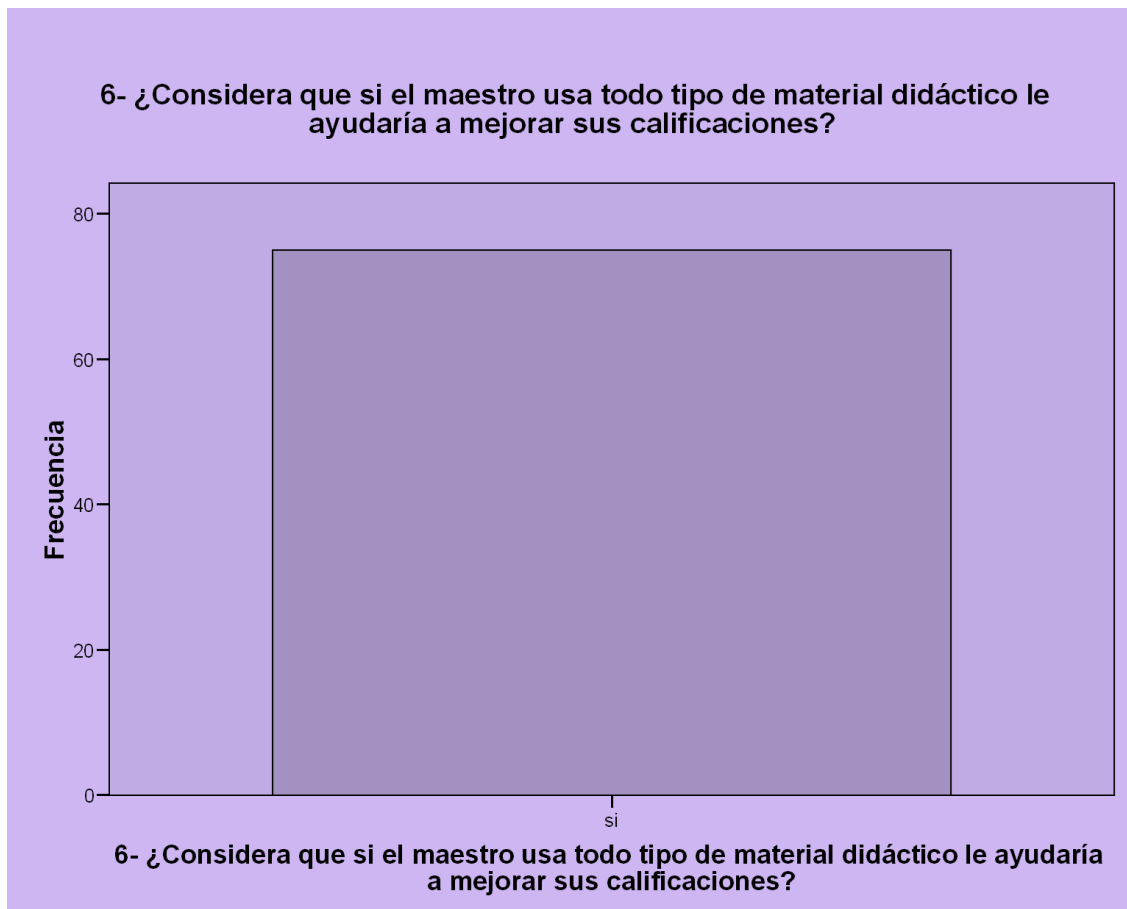 6- ¿Considera que si el maestro usa todo tipo de material didáctico le
ayudaría a mejorar sus calificaciones?
80
60
40
20
0
Frecuencia
si
6- ¿Considera que si el maestro usa todo tipo de material didáctico le ayudaría
a mejorar sus calificaciones?